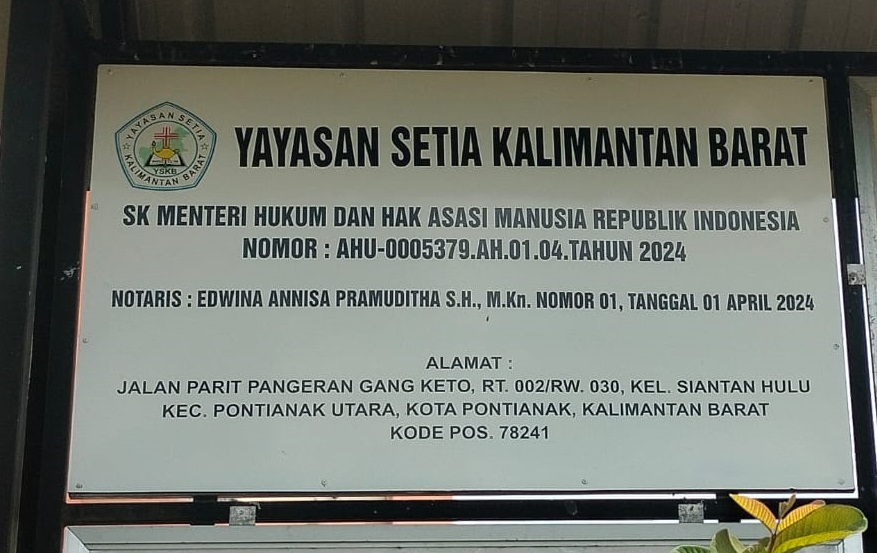 YAYASAN SETIA
KALIMANTAN BARAT
YSKB
YAYASAN SETIA KALIMANTAN BARAT
SK MENTERI HUKUM DAN HAK ASASI MANUSIA REPUBLIK INDONESIA
NOMOR : AHU-0005379.AH.01.04.TAHUN 2024
NOTARIS : EDWINA ANNISA PRAMUDITHA S.H., M.Kn. NOMOR 01, TANGGAL 01 APRIL 2024
ALAMAT :
JALAN PARIT PANGERAN GANG KETO, RT. 002/RW. 030, KEL. SIANTAN HULU
KEC. PONTIANAK UTARA, KOTA PONTIANAK, KALIMANTAN BARAT
KODE POS. 78241